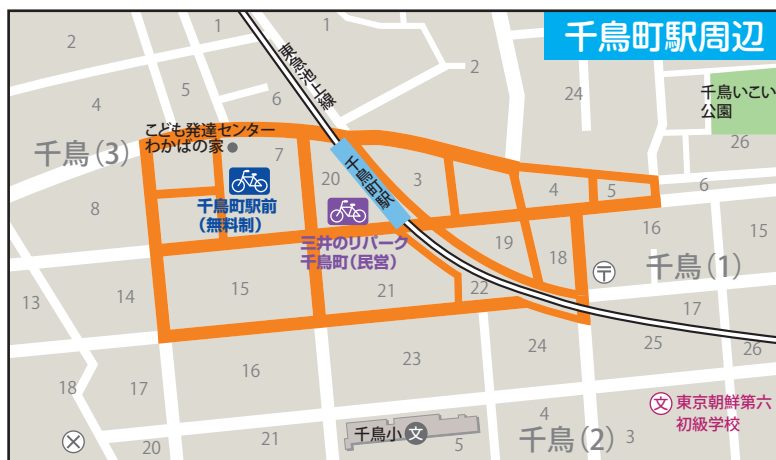 千鳥町駅周辺
2
1
1
東急池上線
2
24
千鳥いこい
公園
5
4
6
こども発達センター
わかばの家
千鳥(3)
7
26
20
千鳥町駅
3
4
5
6
8
千鳥町駅前
(無料制)
三井のリパーク
千鳥町(民営)
19
18
16
15
千鳥(1)
13
14
15
21
22
17
16
23
24
25
26
18
17
東京朝鮮第六
初級学校
文
20
21
千鳥小
文
5
4
千鳥(2)
3